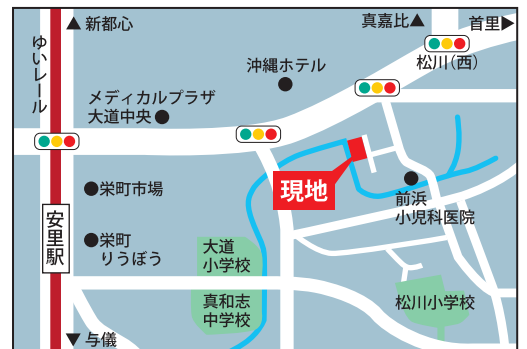 ▲新都心
真嘉比▲
首里▶
ゆいレール
松川(西)
沖縄ホテル
メディカルプラザ
大道中央
現地
栄町市場
前浜
小児科医院
安里駅
栄町
りうぼう
大道
小学校
真和志
中学校
松川小学校
▼与儀